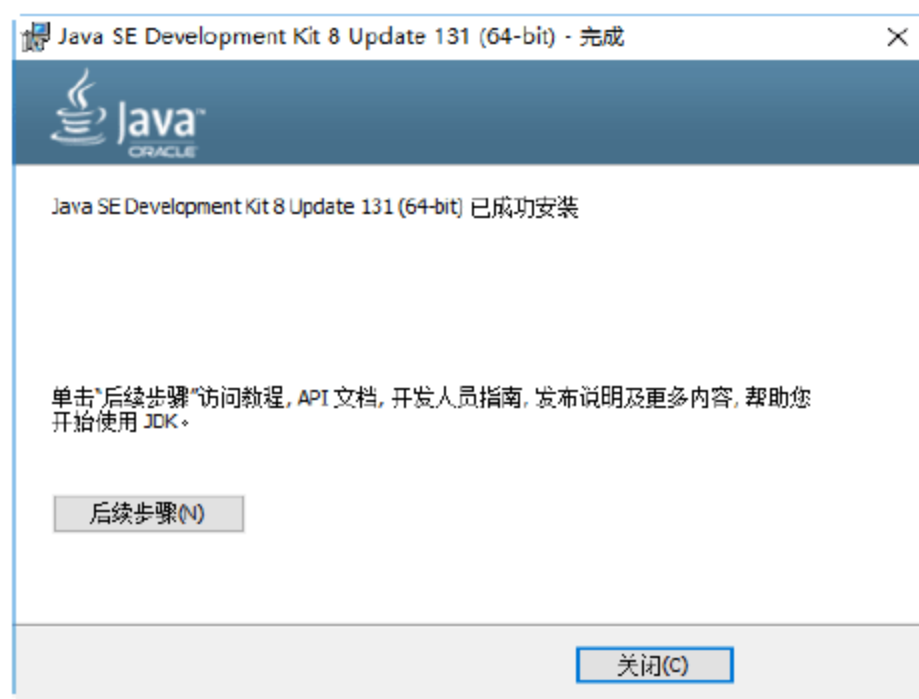 Java SE Development Kit 8 Update 131 (64-bit) - 完成
Java™
ORACLE
Java SE Development Kit 8 Update 131 (64-bit) 已成功安装
单击"后续步骤"访问教程, API 文档, 开发人员指南, 发布说明及更多内容, 帮助您
开始使用 JDK。
后续步骤(N)
关闭(C)